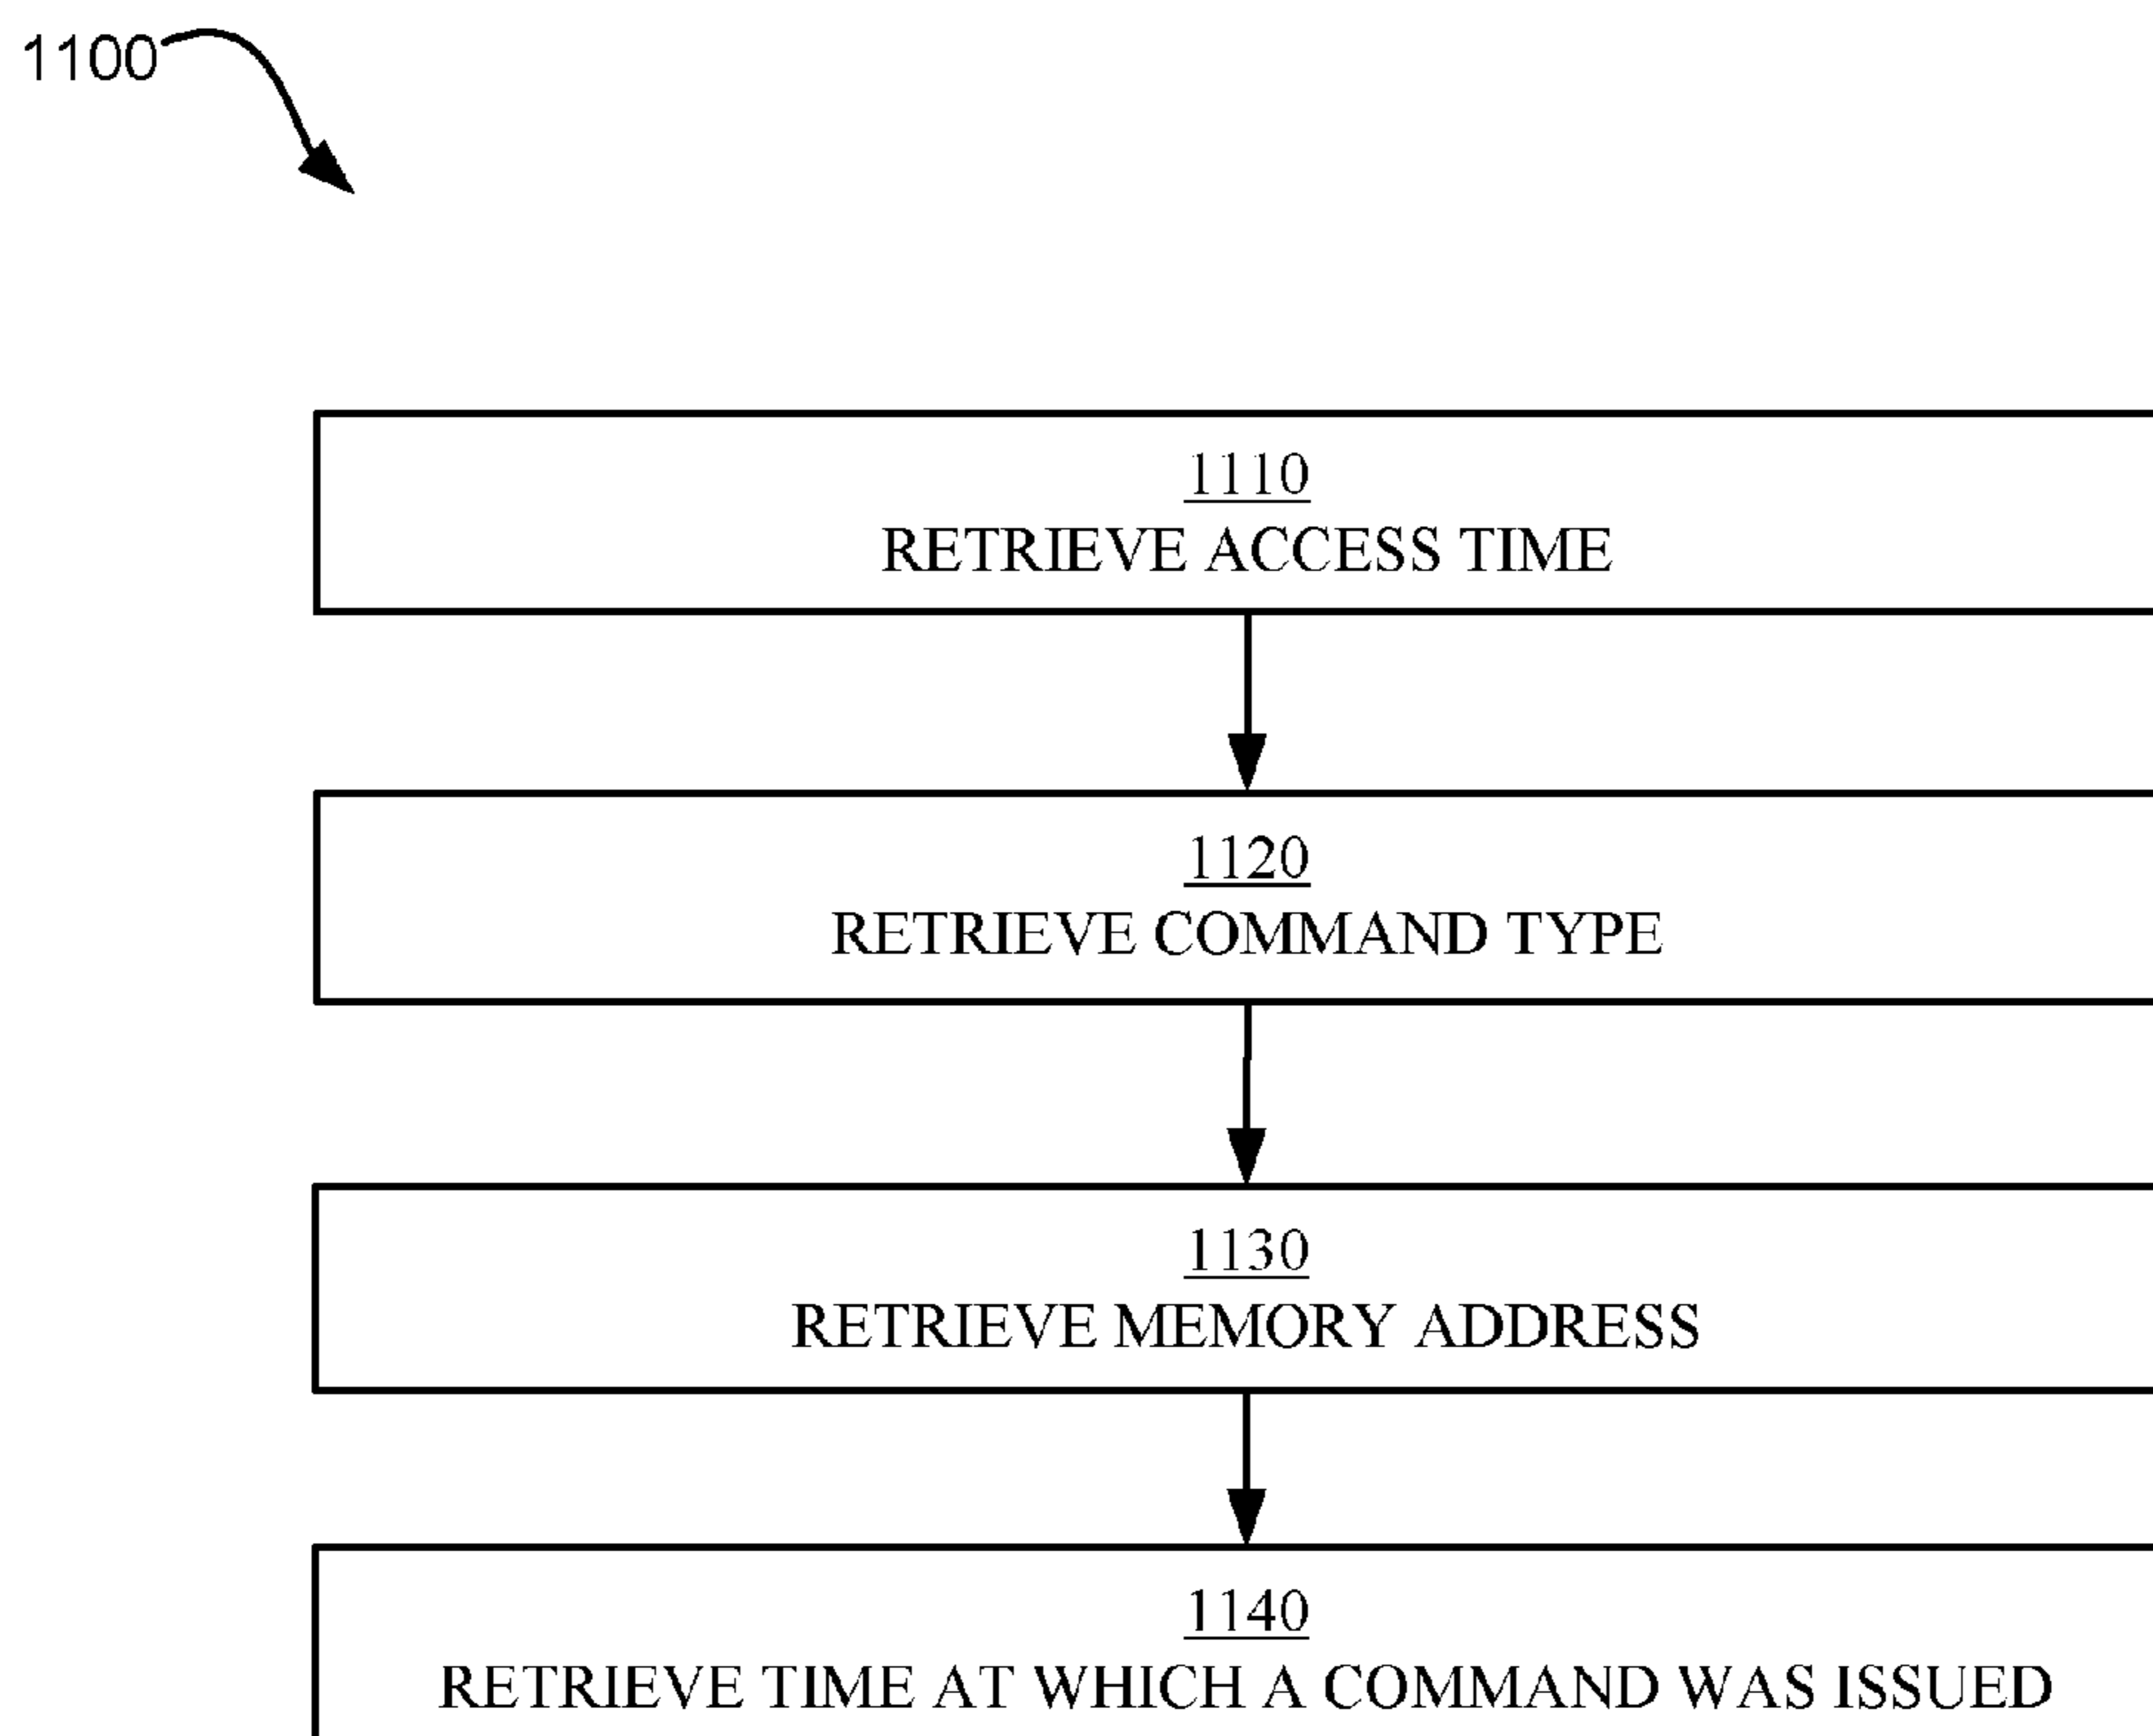 1100
1110
RETRIEVE ACCESS TIME
1120
RETRIEVE COMMAND TYPE
1130
RETRIEVE MEMORY ADDRESS
1140
RETRIEVE TIME AT WHICH A COMMAND WAS ISSUED